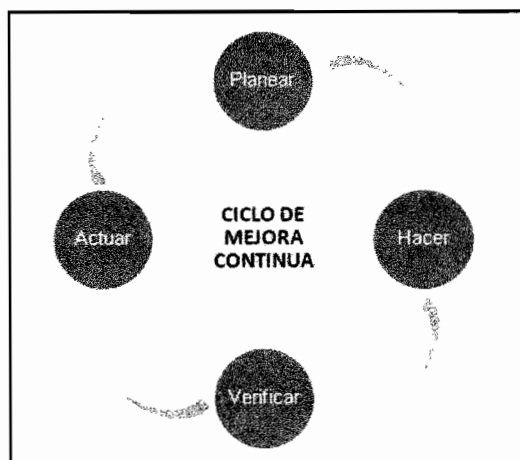 Planear
Actuar
CICLO DE
MEJORA
CONTINUA
Hacer
Verificar